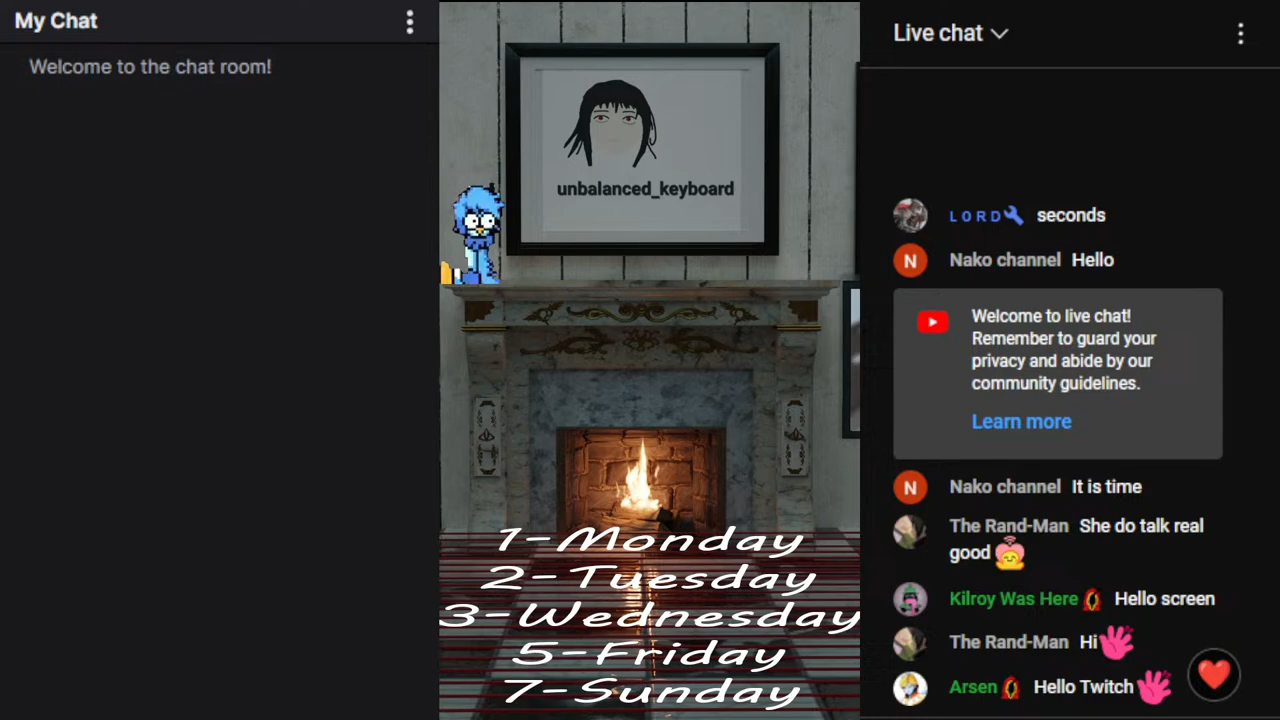 My Chat
Welcome to the chat room!
unbalanced_keyboard
1-Monday
2-Tuesday
3-Wednesday
5-Friday
7-Sunday
Live chat
LORD seconds
N Nako channel Hello
Welcome to live chat!
Remember to guard your
privacy and abide by our
community guidelines.
Learn more
N Nako channel It is time
The Rand-Man She do talk real
good
Kilroy Was Here Hello screen
The Rand-Man Hi
Arsen Hello Twitch